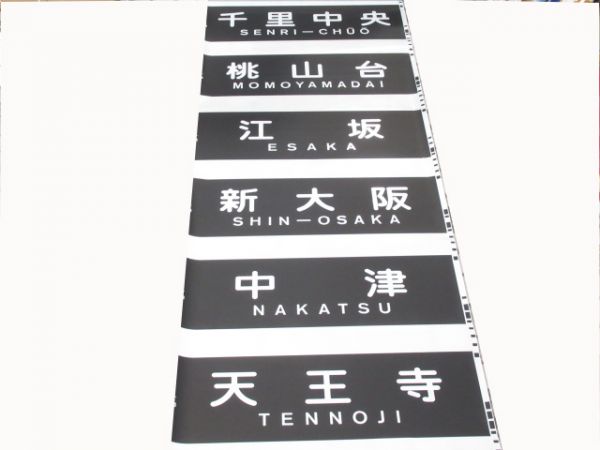 千里中央
SENRI－CHŪŌ
桃山台
MOMOYAMADAI
江坂
ESAKA
新大阪
SHIN－OSAKA
中津
NAKATSU
天王寺
TENNOJI